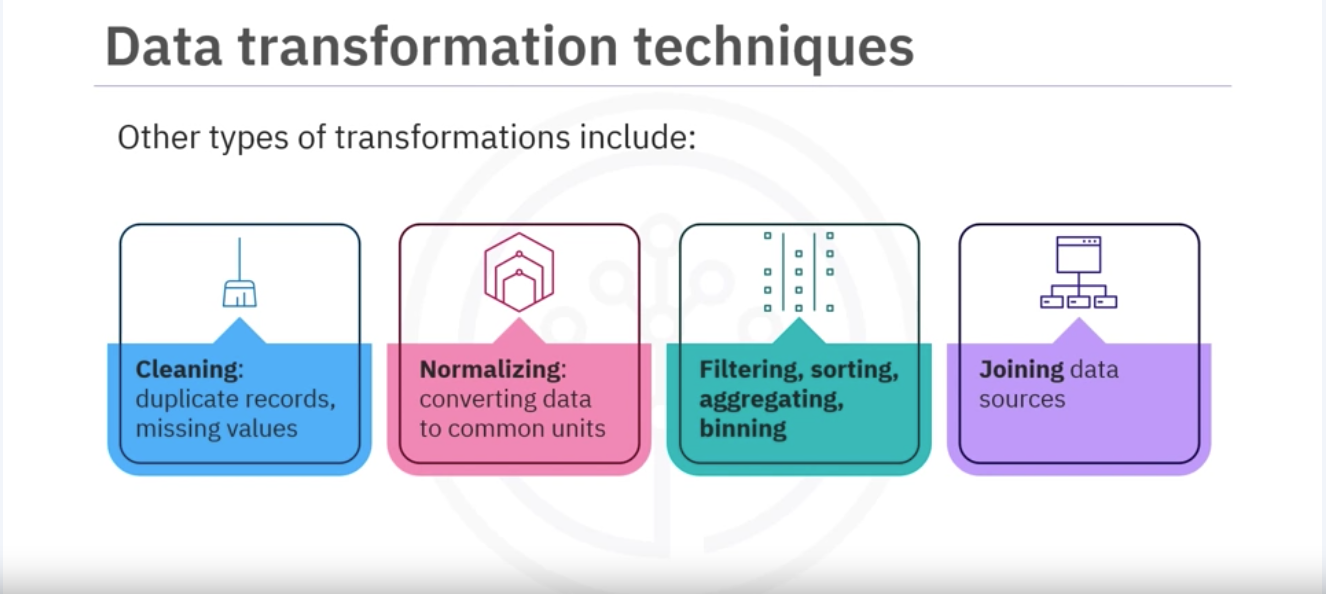 Data transformation techniques
Other types of transformations include:
Cleaning:
duplicate records,
missing values
Normalizing:
converting data
to common units
Filtering, sorting,
aggregating,
binning
Joining data
sources